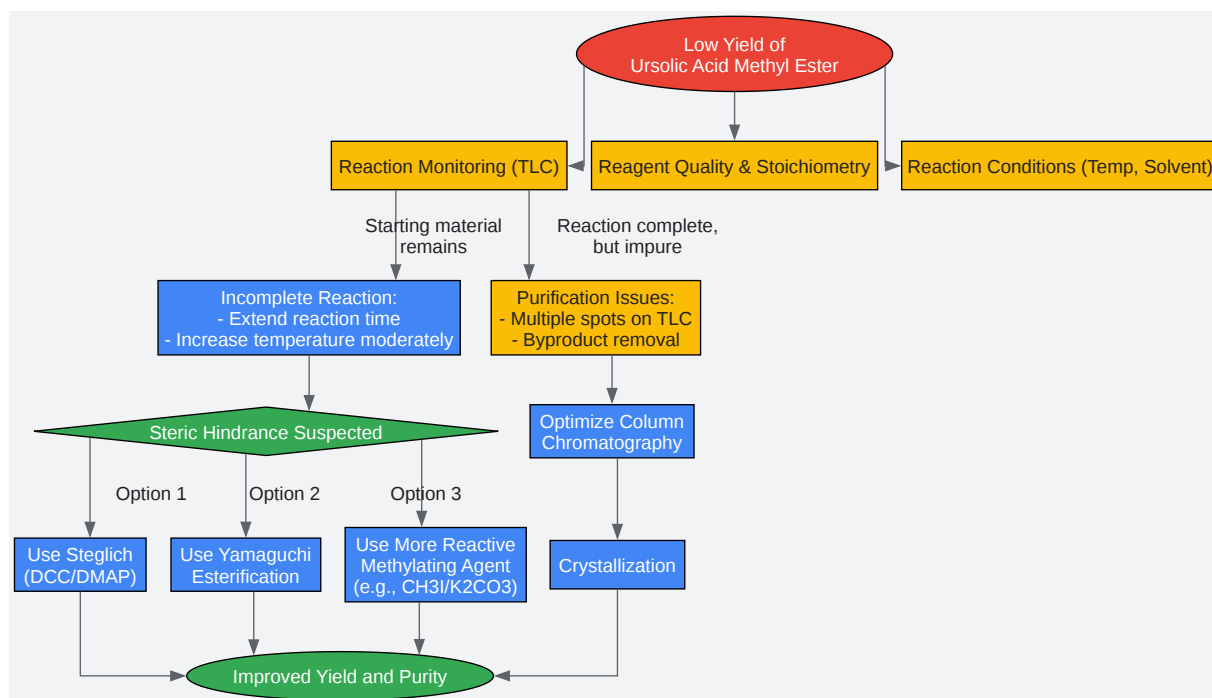 Low Yield of
Ursolic Acid Methyl Ester
Reaction Monitoring (TLC)
Reagent Quality & Stoichiometry
Reaction Conditions (Temp, Solvent)
Starting material
remains
Reaction complete,
but impure
Incomplete Reaction:
- Extend reaction time
- Increase temperature moderately
Purification Issues:
- Multiple spots on TLC
- Byproduct removal
Steric Hindrance Suspected
Optimize Column
Chromatography
Option 1
Option 2
Option 3
Use Steglich
(DCC/DMAP)
Use Yamaguchi
Esterification
Use More Reactive
Methylating Agent
(e.g., CH3I/K2CO3)
Crystallization
Improved Yield and Purity